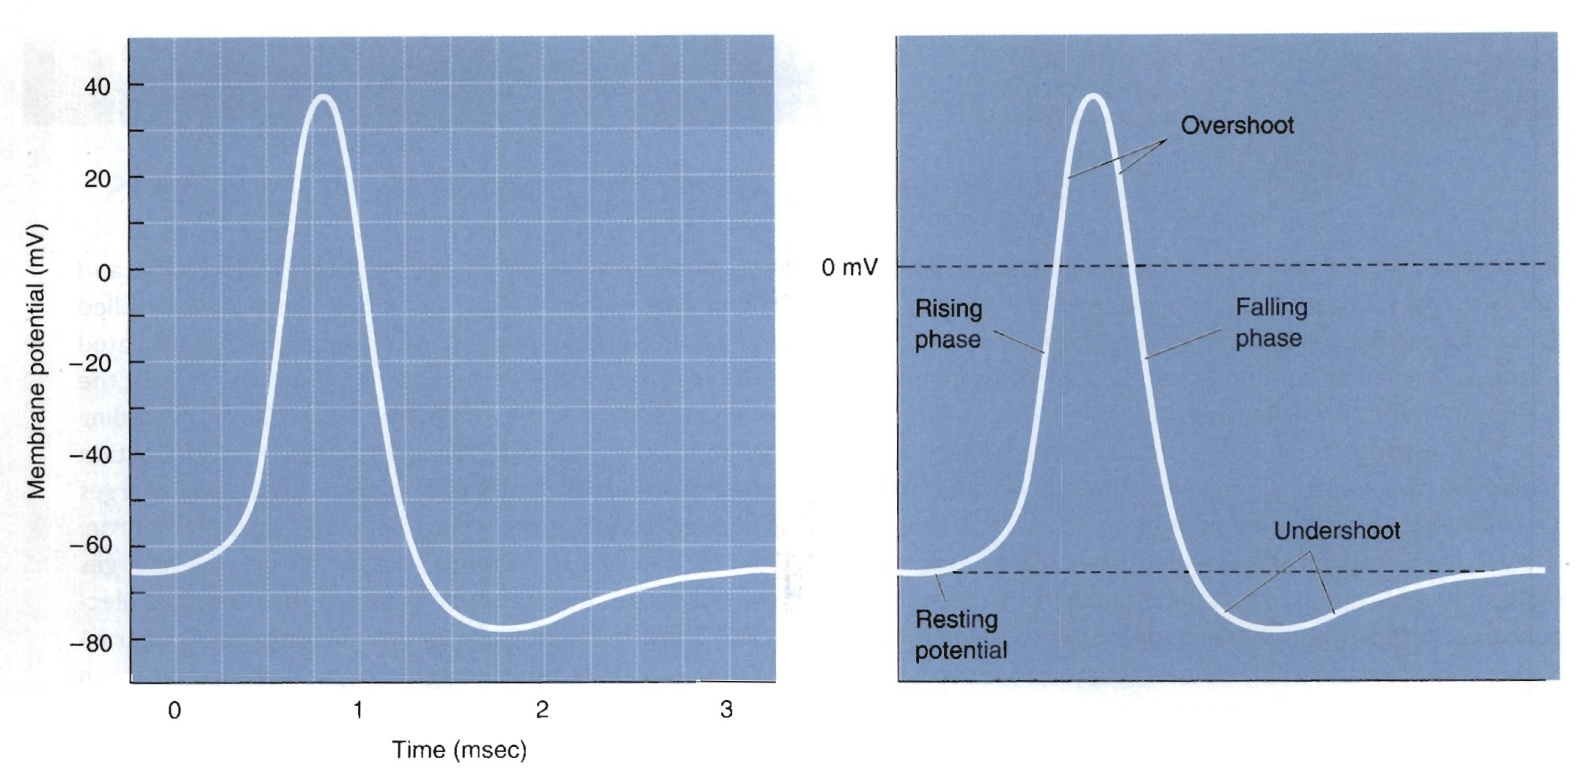 Membrane potential (mV)
40
20
0
−20
−40
−60
−80
0 1 2 3
Time (msec)
Overshoot
0 mV
Rising
phase
Falling
phase
Undershoot
Resting
potential